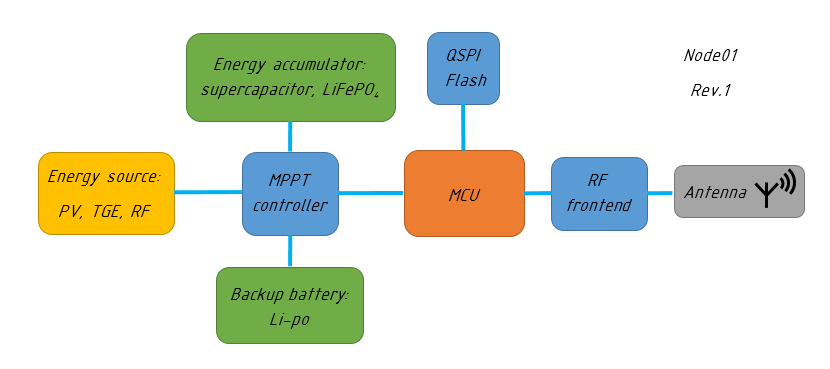 Energy accumulator:
supercapacitor, LiFePO₄
QSPI
Flash
Node01
Rev.1
Energy source:
PV, TGE, RF
MPPT
controller
MCU
RF
frontend
Antenna
Backup battery:
Li-po